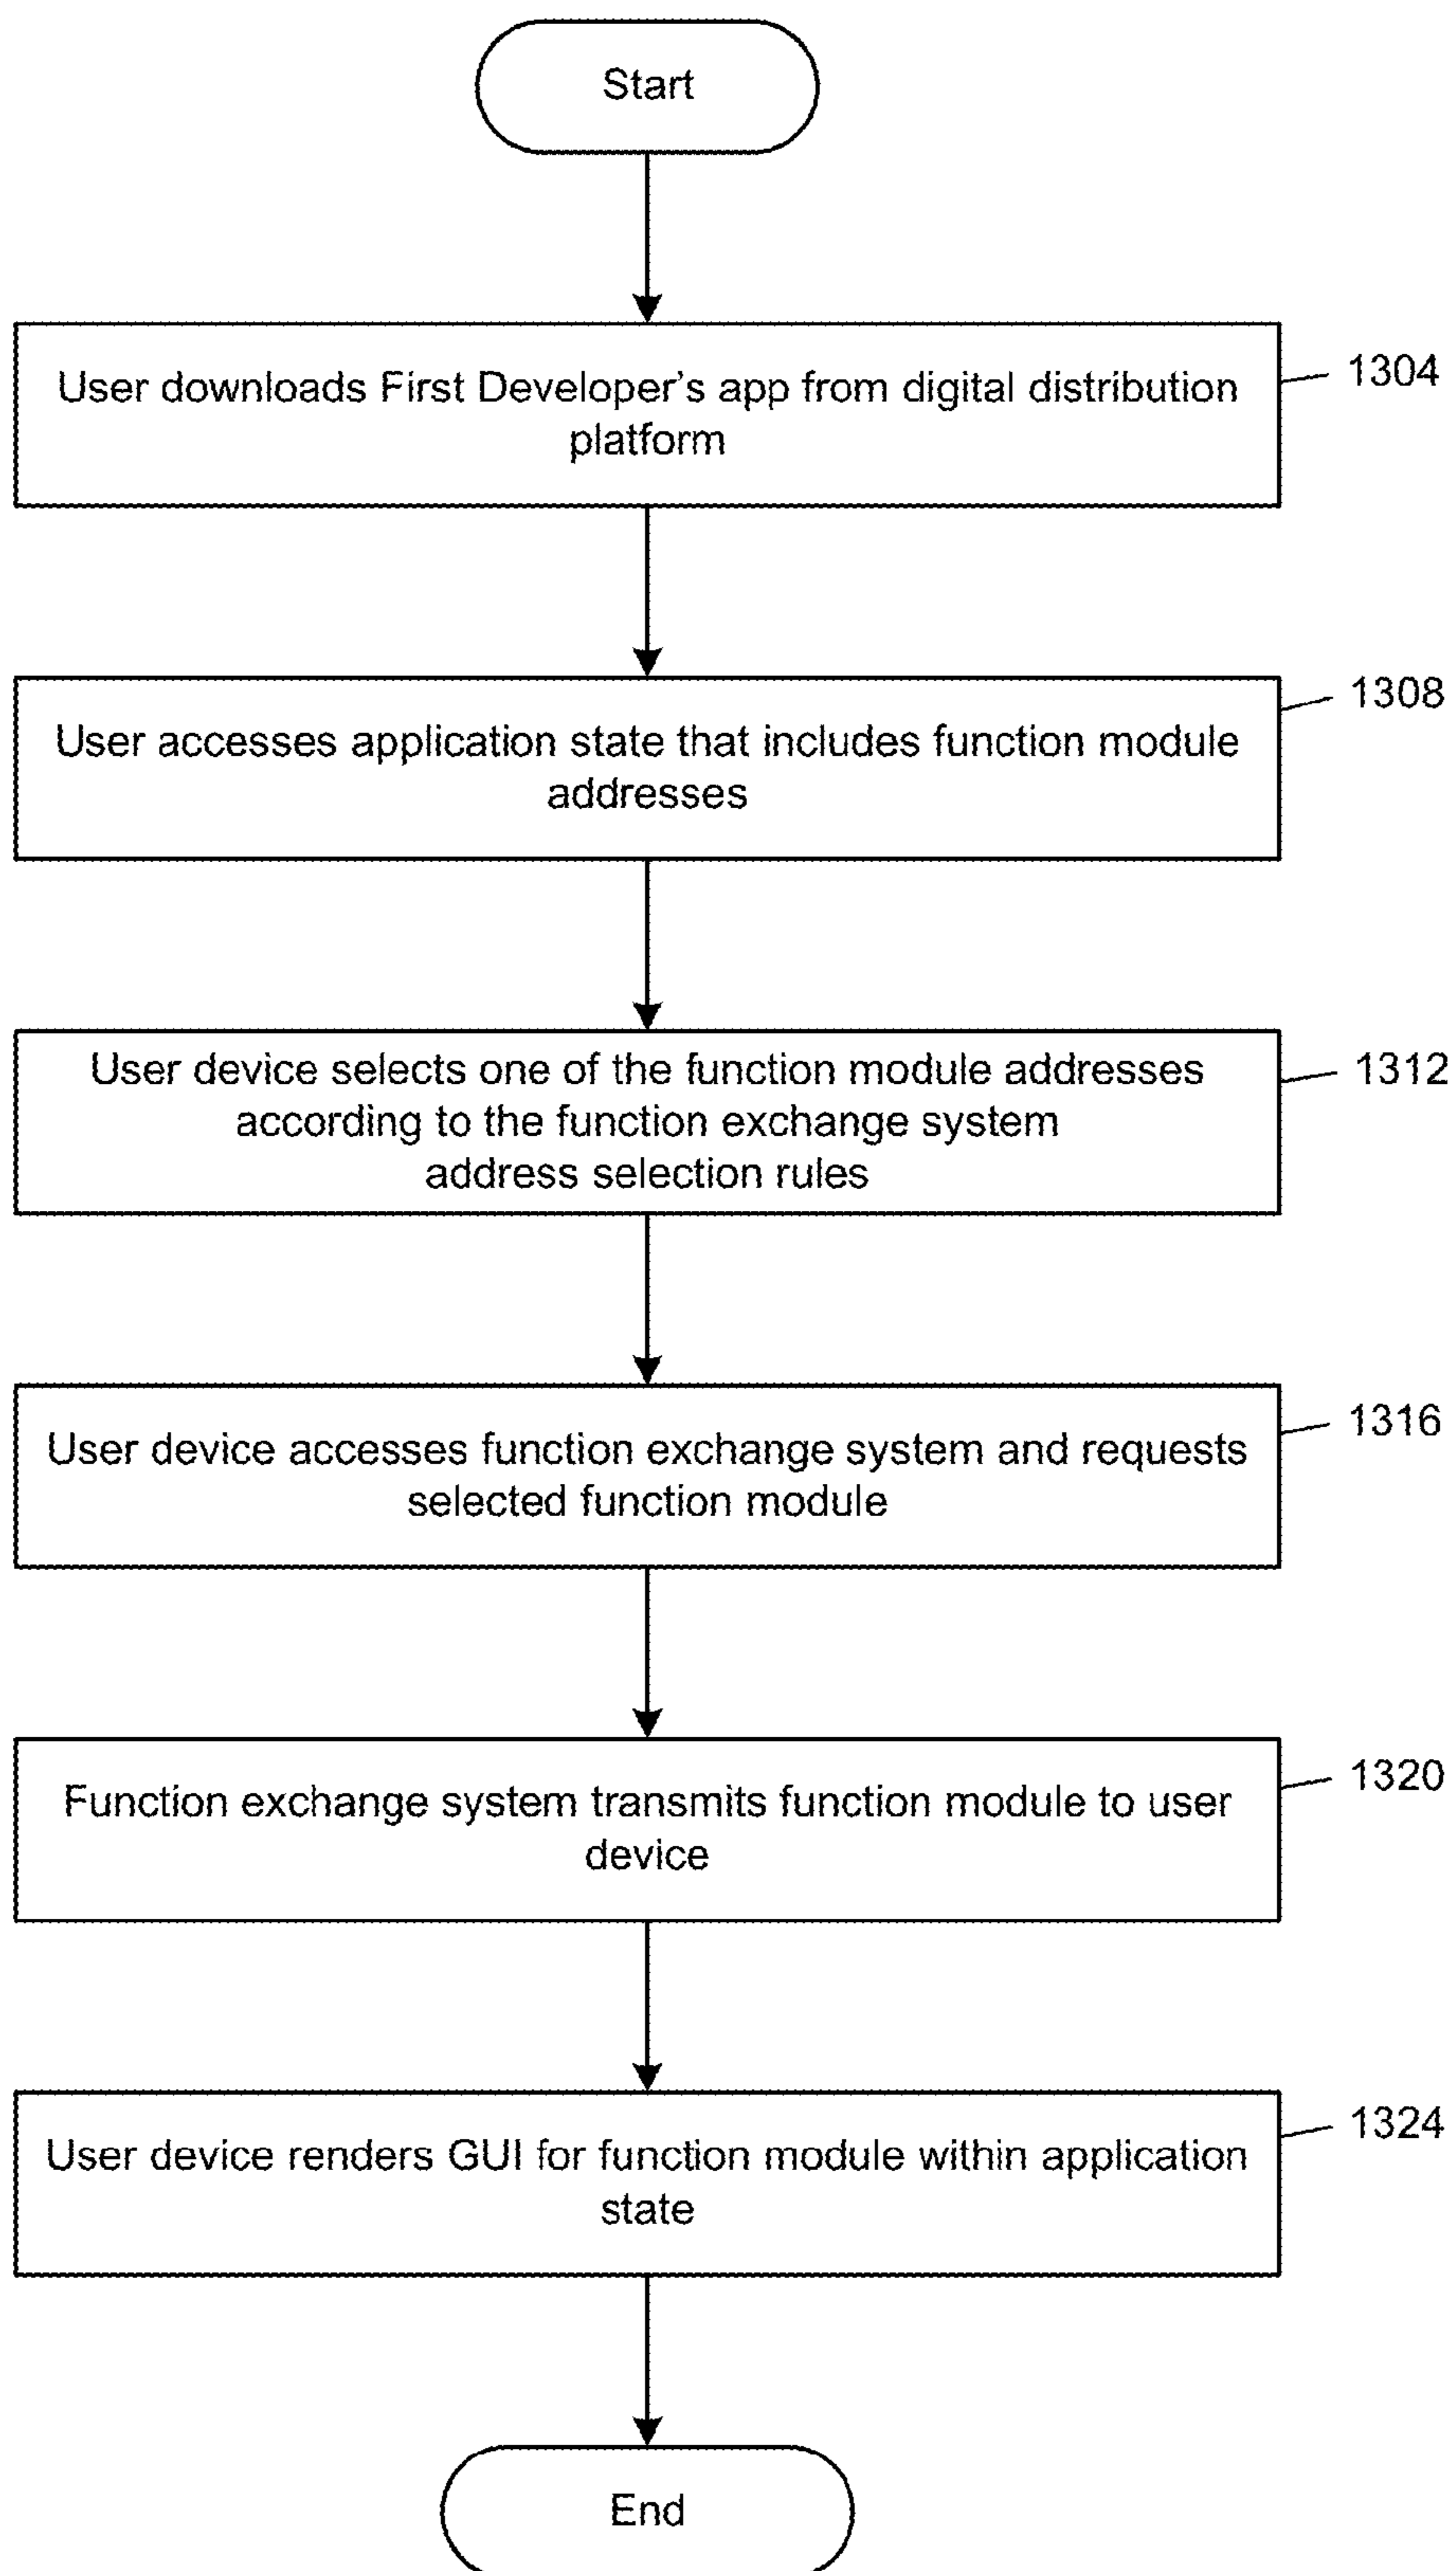 Start
User downloads First Developer's app from digital distribution
platform
1304
User accesses application state that includes function module
addresses
1308
User device selects one of the function module addresses
according to the function exchange system
address selection rules
1312
User device accesses function exchange system and requests
selected function module
1316
Function exchange system transmits function module to user
device
1320
User device renders GUI for function module within application
state
1324
End